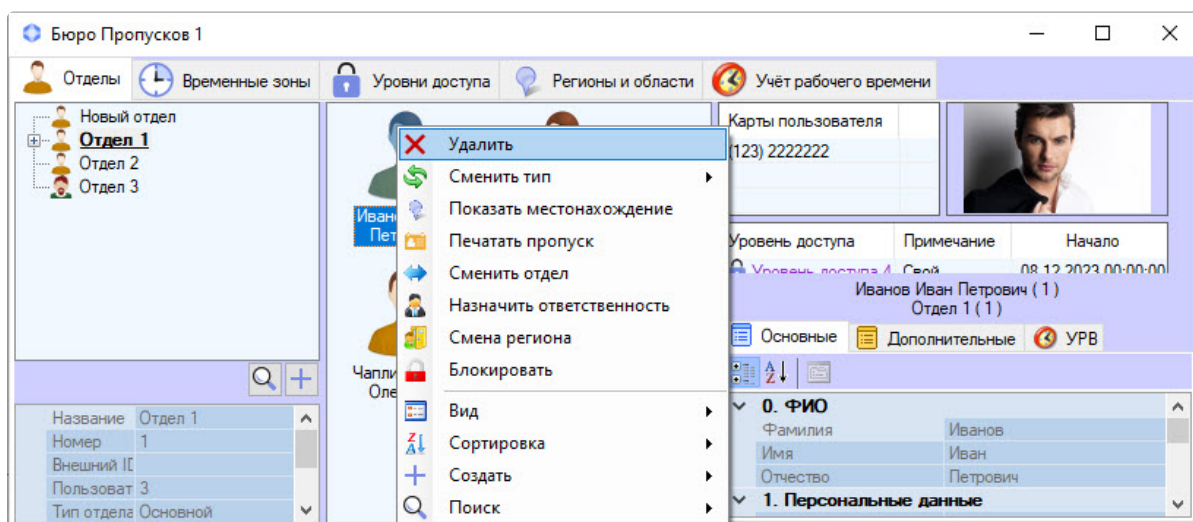 Бюро Пропусков 1
Отделы
Временные зоны
Уровни доступа
Регионы и области
Учёт рабочего времени
Новый отдел
Отдел 1
Отдел 2
Отдел 3
Название Отдел 1
Номер 1
Внешний ID
Пользоват 3
Тип отдела Основной
Удалить
Сменить тип
Показать местонахождение
Печатать пропуск
Сменить отдел
Назначить ответственность
Смена региона
Блокировать
Вид
Сортировка
Создать
Поиск
Карты пользователя
(123) 2222222
Уровень доступа Примечание Начало
Уровень доступа 4 Свой 08.12.2023 00:00:00
Иванов Иван Петрович ( 1 )
Отдел 1 ( 1 )
Основные
Дополнительные
УРВ
0. ФИО
Фамилия Иванов
Имя Иван
Отчество Петрович
1. Персональные данные